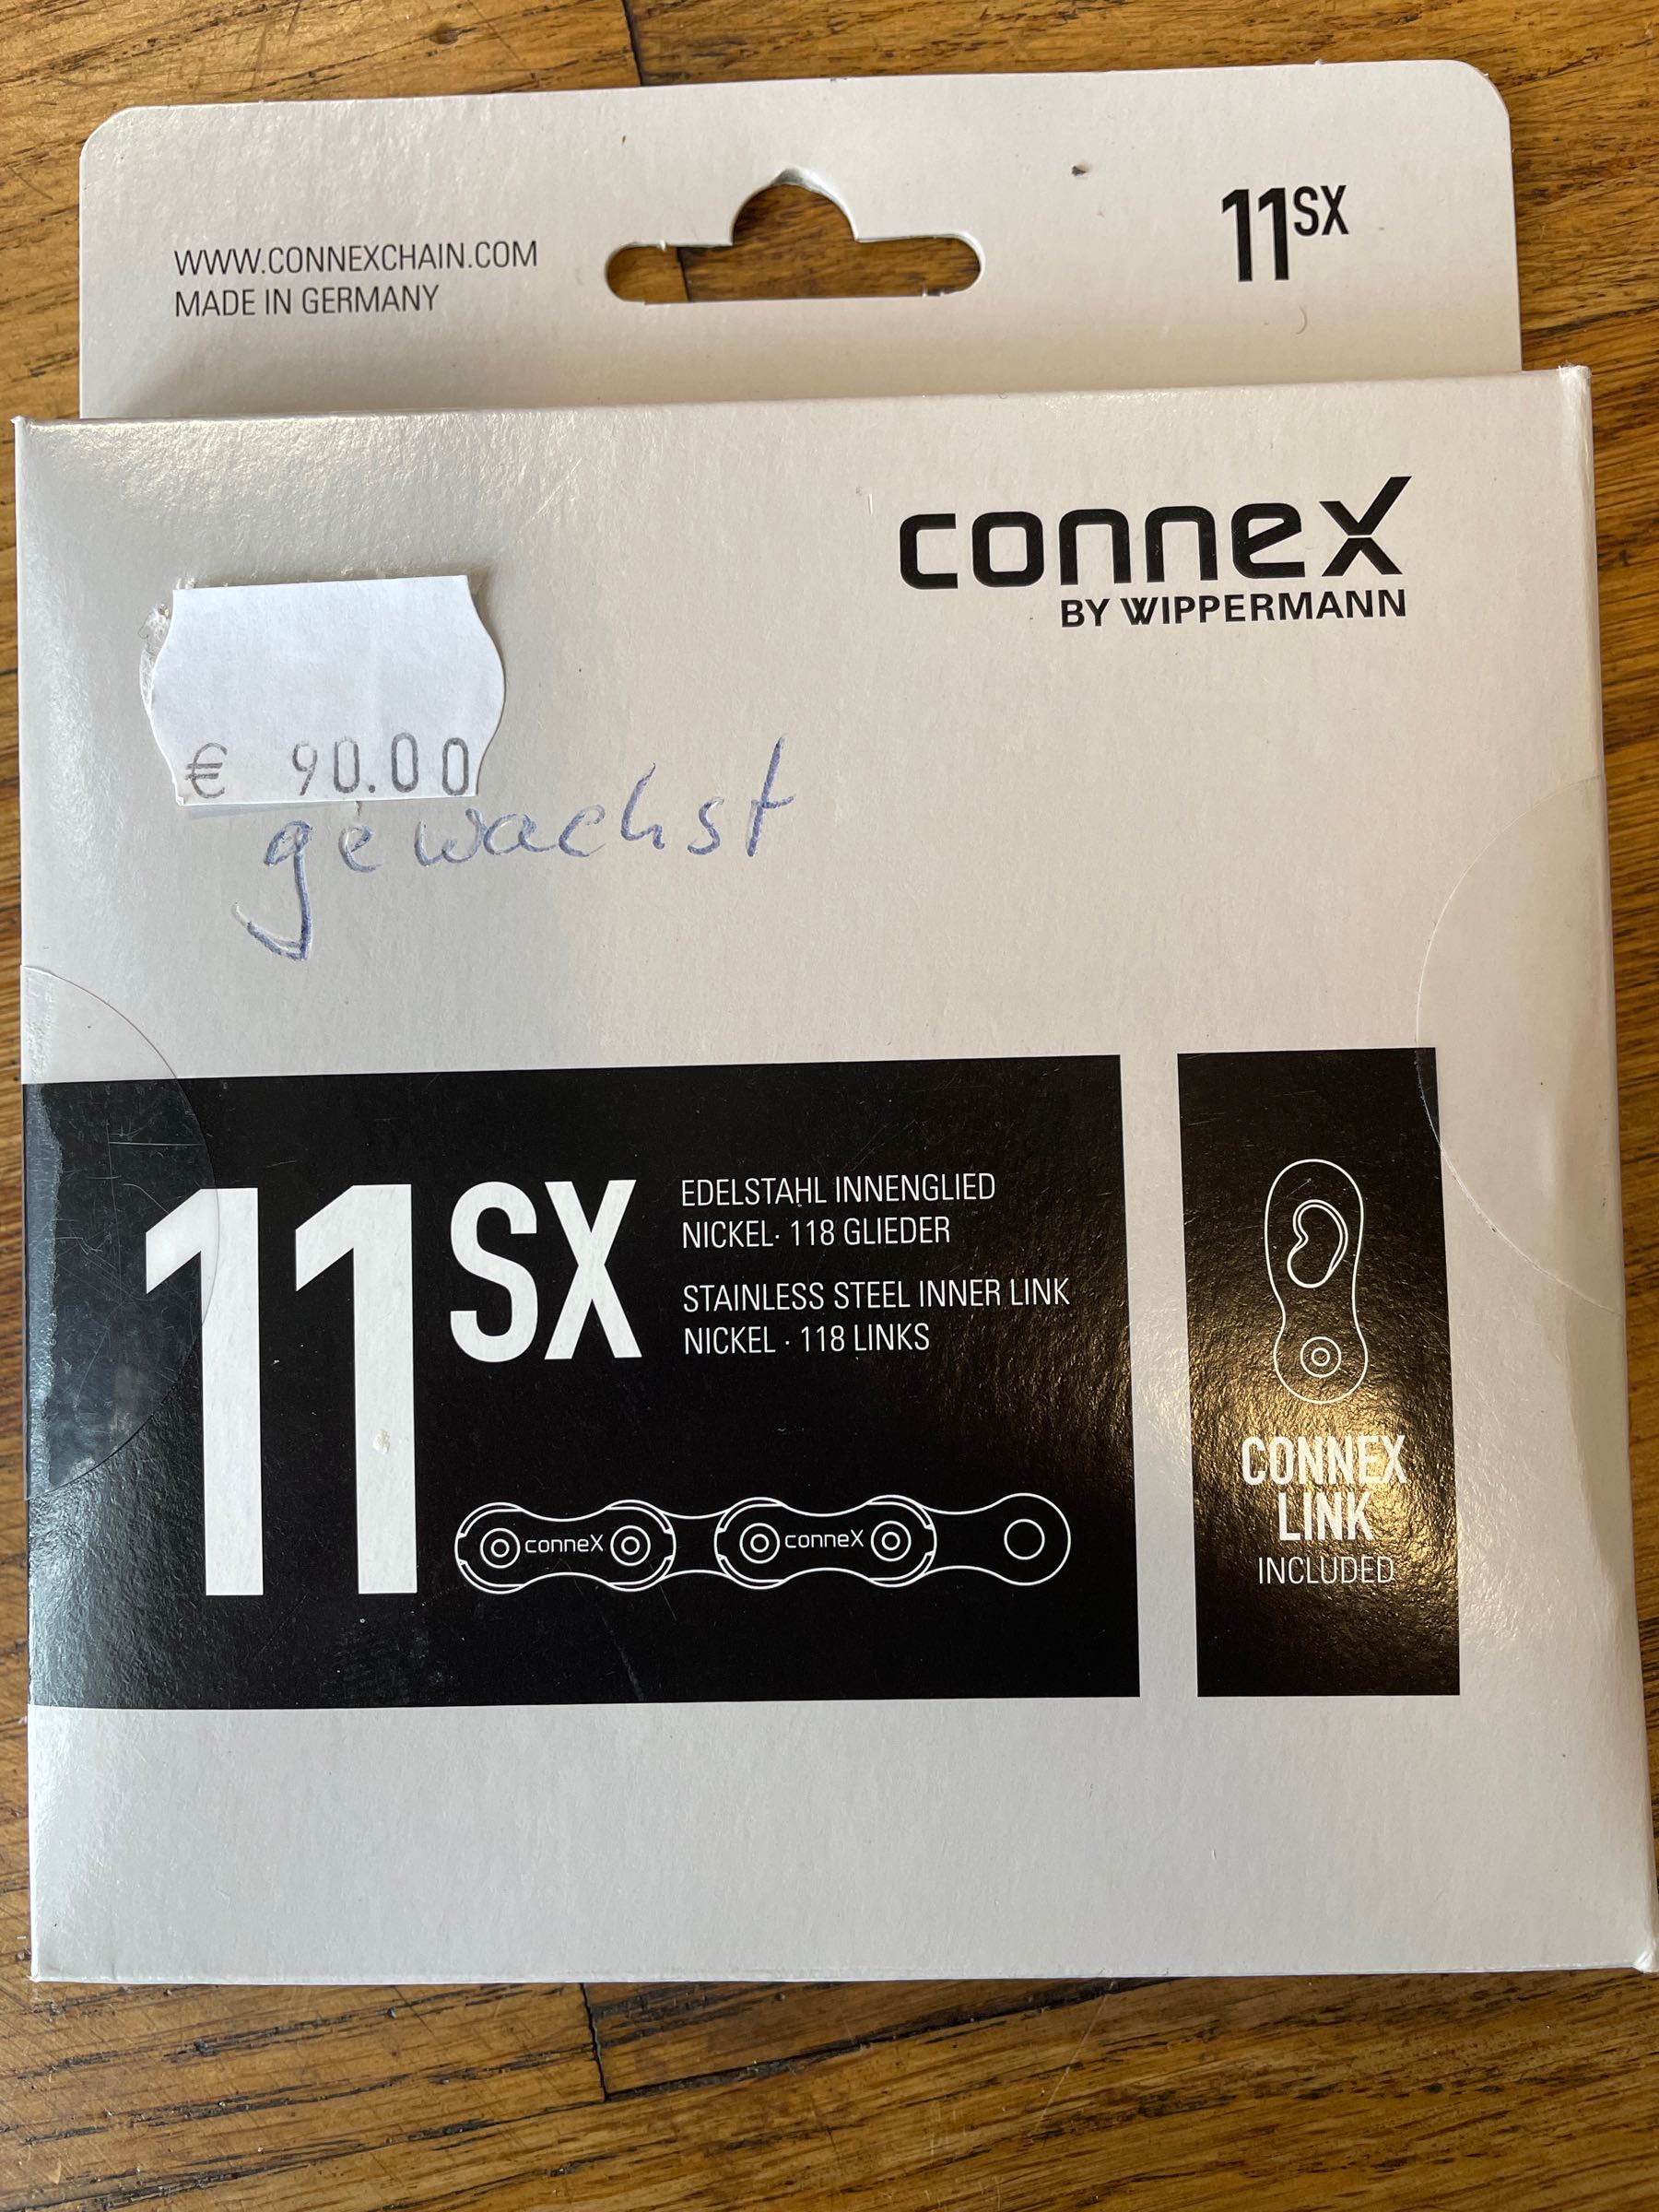 WWW.CONNEXCHAIN.COM
MADE IN GERMANY
11SX
conneX
BY WIPPERMANN
€ 90.00
gewachst
11SX
EDELSTAHL INNENGLIED
NICKEL· 118 GLIEDER
STAINLESS STEEL INNER LINK
NICKEL · 118 LINKS
conneX conneX
CONNEX
LINK
INCLUDED